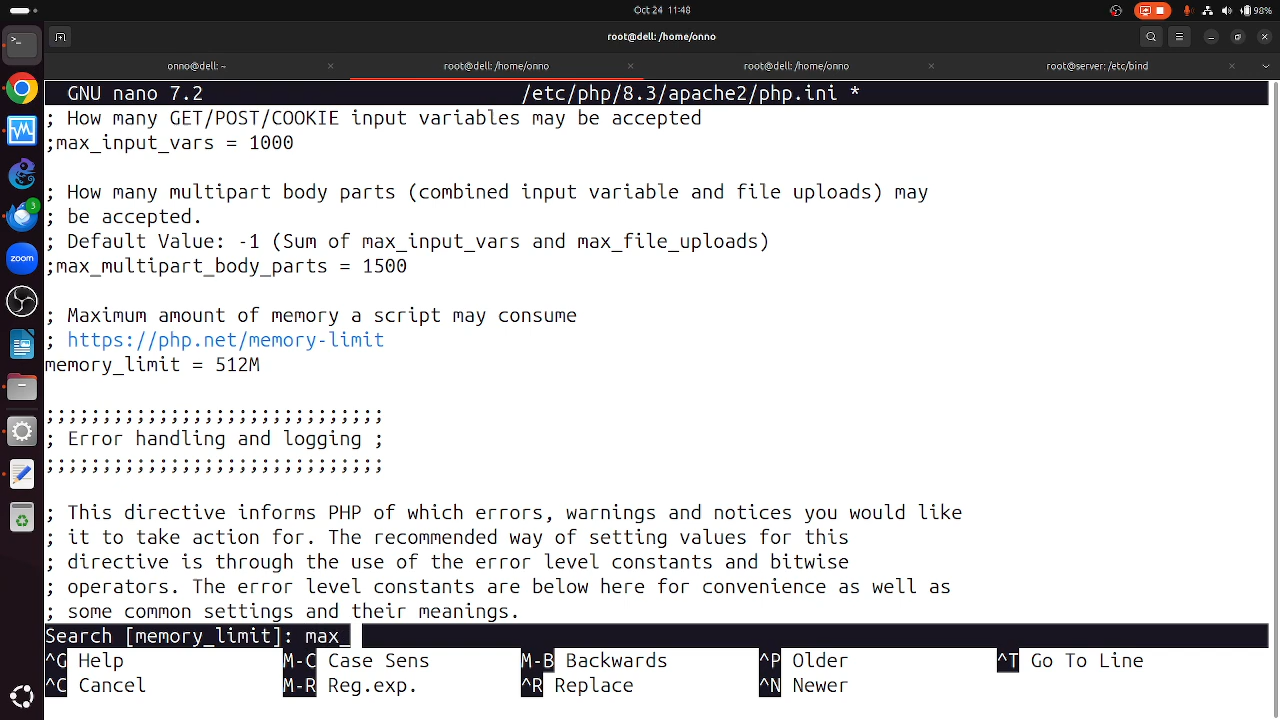 Oct 24 11:48
98%
root@dell: /home/onno
onno@dell: ~
root@dell: /home/onno
root@dell: /home/onno
root@server: /etc/bind
GNU nano 7.2 /etc/php/8.3/apache2/php.ini *
; How many GET/POST/COOKIE input variables may be accepted
;max_input_vars = 1000
; How many multipart body parts (combined input variable and file uploads) may
; be accepted.
; Default Value: -1 (Sum of max_input_vars and max_file_uploads)
;max_multipart_body_parts = 1500
; Maximum amount of memory a script may consume
; https://php.net/memory-limit
memory_limit = 512M
;;;;;;;;;;;;;;;;;;;;;;;;;;;;;;
; Error handling and logging ;
;;;;;;;;;;;;;;;;;;;;;;;;;;;;;;
; This directive informs PHP of which errors, warnings and notices you would like
; it to take action for. The recommended way of setting values for this
; directive is through the use of the error level constants and bitwise
; operators. The error level constants are below here for convenience as well as
; some common settings and their meanings.
Search [memory_limit]: max_
^G Help M-C Case Sens M-B Backwards ^P Older ^T Go To Line
^C Cancel M-R Reg.exp. ^R Replace ^N Newer
3
zoom